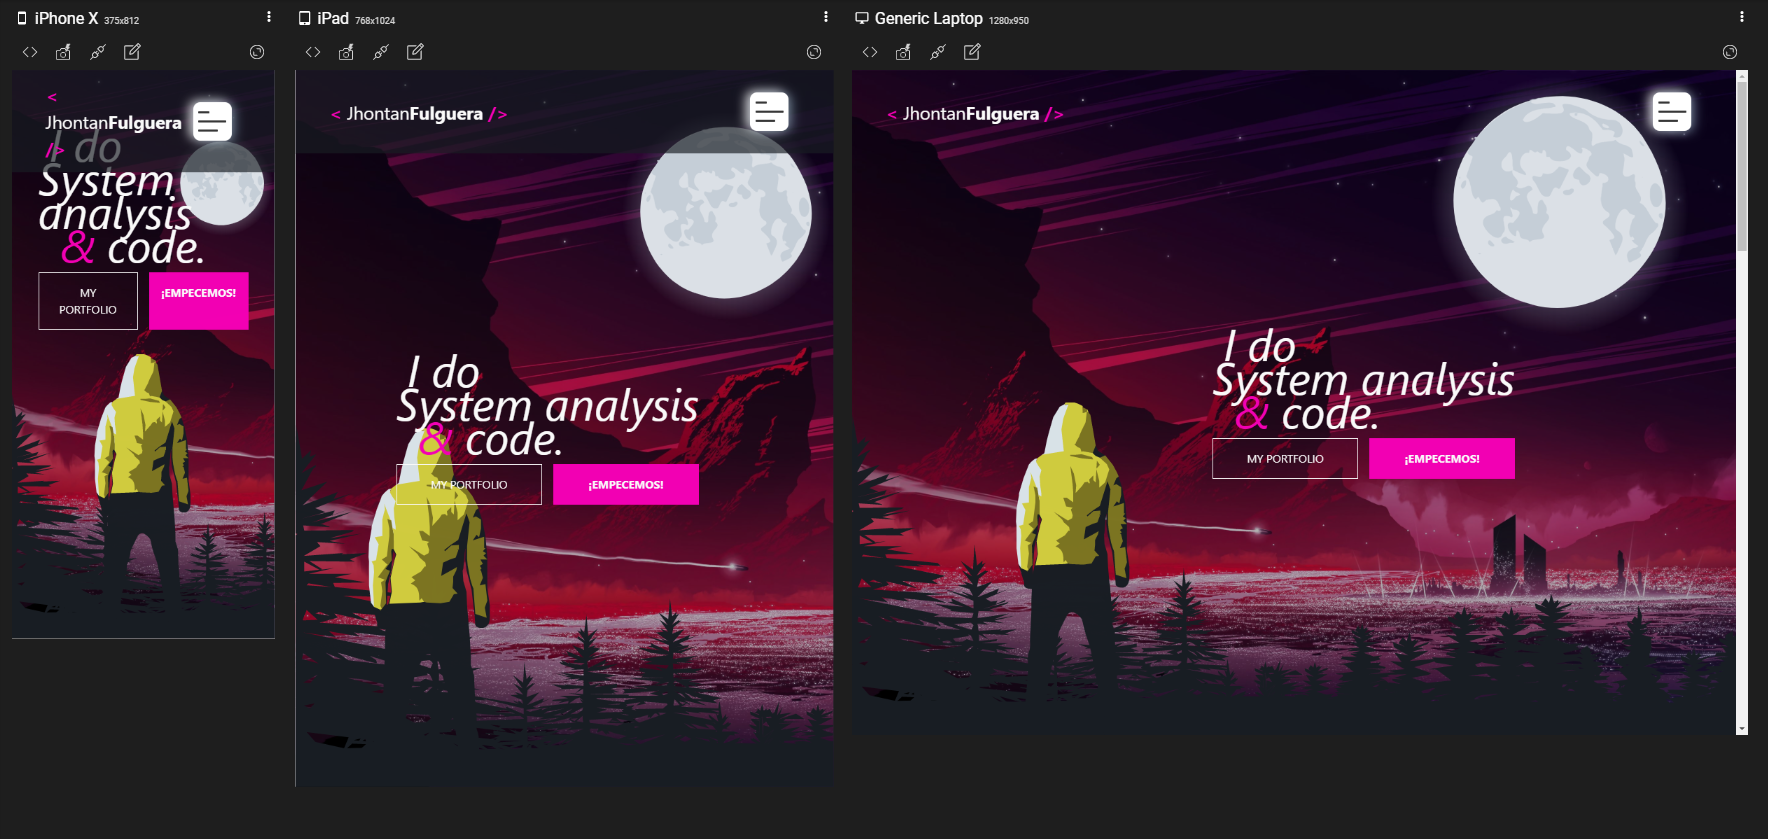 iPhone X 375x812
<
JhontanFulguera
/>
I do
System
analysis
& code.
MY
PORTFOLIO
¡EMPECEMOS!
iPad 768x1024
< JhontanFulguera />
I do
System analysis
& code.
MY PORTFOLIO
¡EMPECEMOS!
Generic Laptop 1280x950
< JhontanFulguera />
I do
System analysis
& code.
MY PORTFOLIO
¡EMPECEMOS!